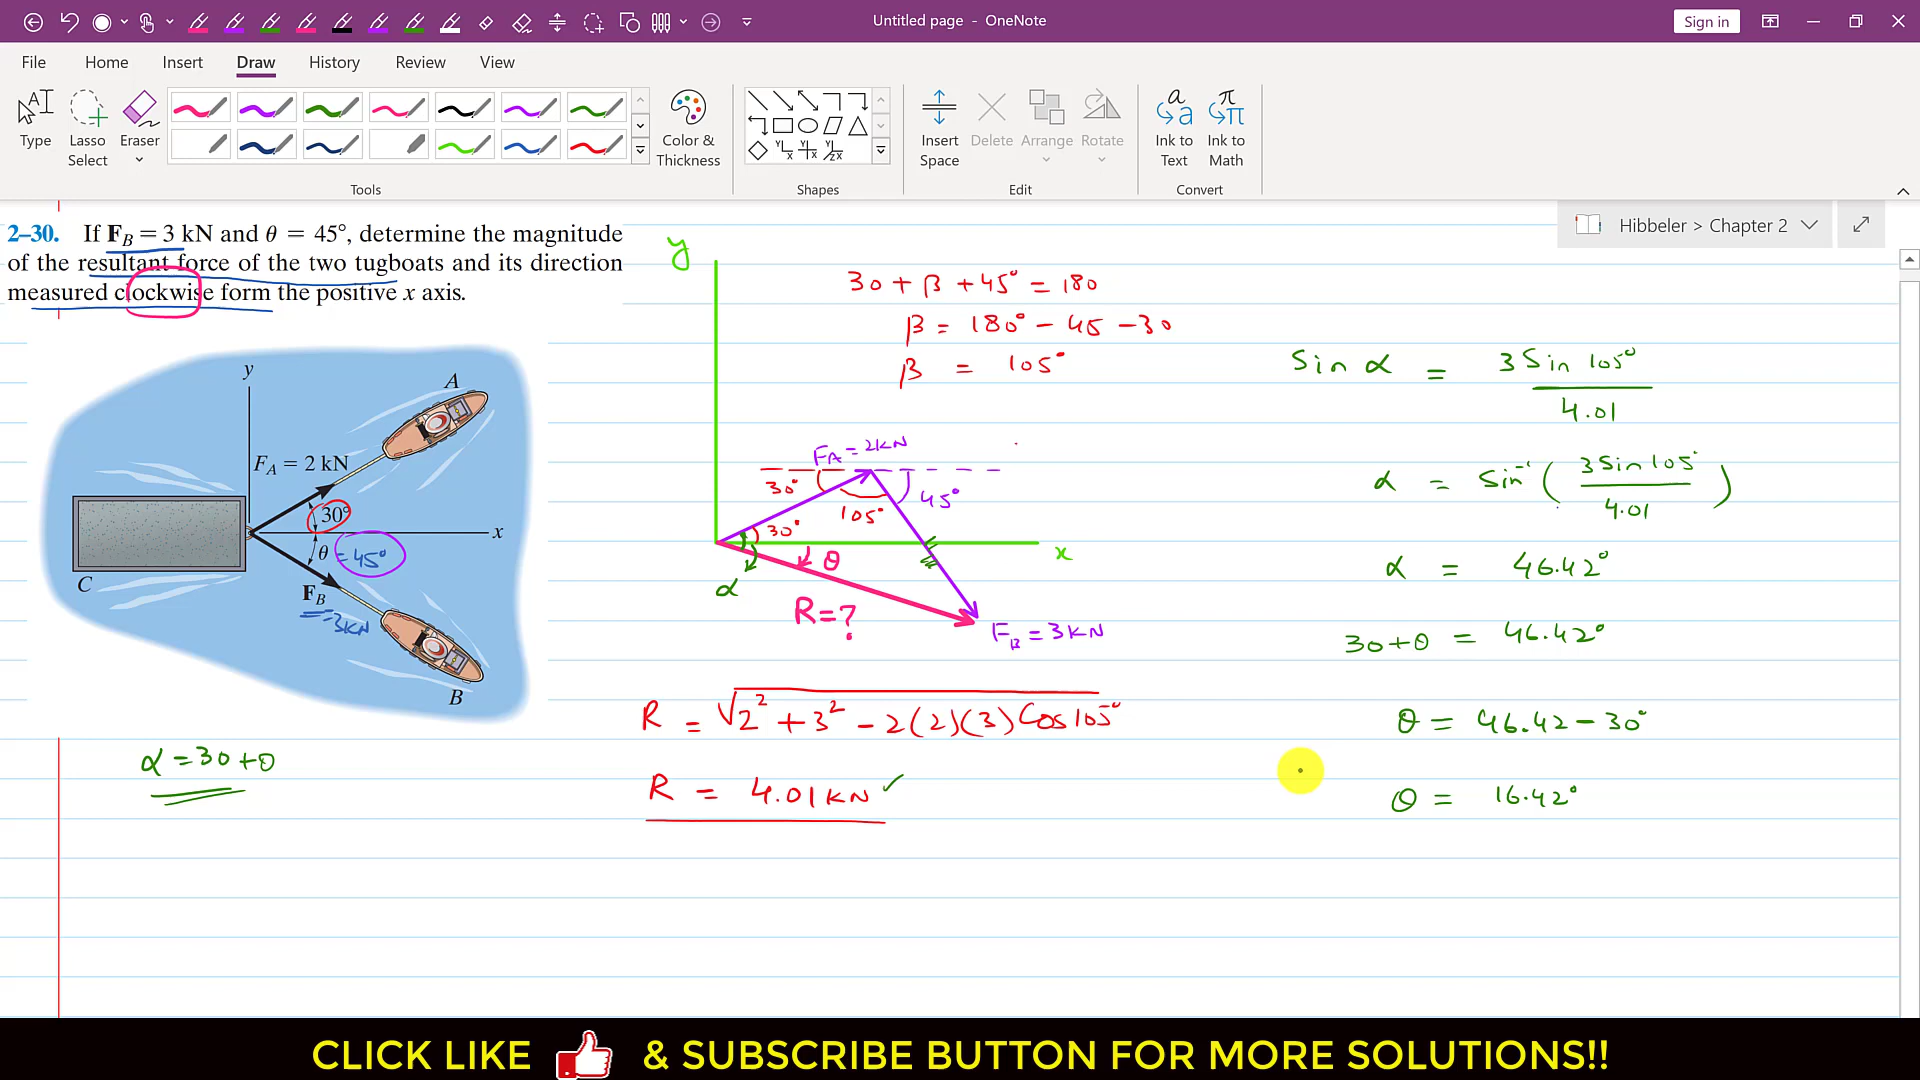 Untitled page - OneNote
Sign in
File Home Insert Draw History Review View
Type
Lasso Select
Eraser
Color & Thickness
Insert Space
Delete
Arrange
Rotate
Ink to Text
Ink to Math
Tools
Shapes
Edit
Convert
Hibbeler > Chapter 2
2–30. If F_B = 3 kN and θ = 45°, determine the magnitude
of the resultant force of the two tugboats and its direction
measured clockwise form the positive x axis.
y
A
F_A = 2 kN
30°
x
θ = 45°
C
F_B
= 3KN
B
α = 30 + θ
y
30 + β + 45° = 180
β = 180° - 45 - 30
β = 105°
F_A = 2KN
30°
45°
105°
30°
θ
x
α
R = ?
F_B = 3KN
R = √2² + 3² - 2(2)(3) Cos 105°
R = 4.01 KN ✓
Sin α = 3 Sin 105° / 4.01
α = Sin⁻¹ ( 3 Sin 105° / 4.01 )
α = 46.42°
30 + θ = 46.42°
θ = 46.42 - 30°
θ = 16.42°
CLICK LIKE & SUBSCRIBE BUTTON FOR MORE SOLUTIONS!!